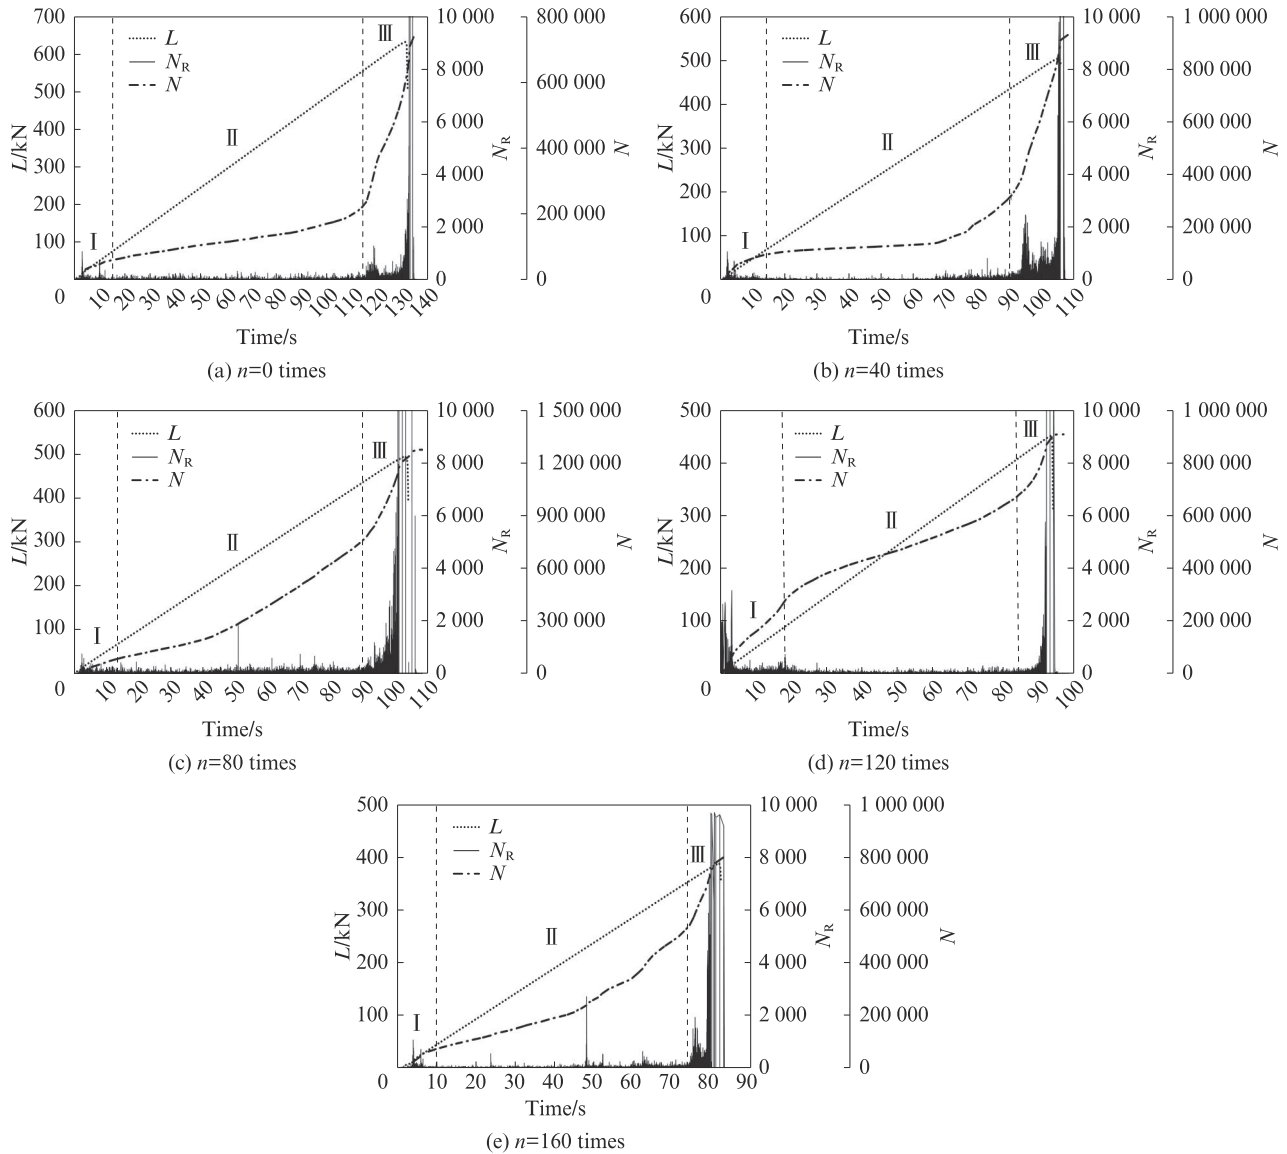 700 600 500 400 300 200 100 0
L/kN
L
N_R
N
Ⅰ Ⅱ Ⅲ
10 20 30 40 50 60 70 80 90 100 110 120 130 140
Time/s
10 000 8 000 6 000 4 000 2 000 0
N_R
800 000 600 000 400 000 200 000 0
N
(a) n=0 times
600 500 400 300 200 100 0
L/kN
L
N_R
N
Ⅰ Ⅱ Ⅲ
10 20 30 40 50 60 70 80 90 100 110
Time/s
10 000 8 000 6 000 4 000 2 000 0
N_R
1 000 000 800 000 600 000 400 000 200 000 0
N
(b) n=40 times
600 500 400 300 200 100 0
L/kN
L
N_R
N
Ⅰ Ⅱ Ⅲ
10 20 30 40 50 60 70 80 90 100 110
Time/s
10 000 8 000 6 000 4 000 2 000 0
N_R
1 500 000 1 200 000 900 000 600 000 300 000 0
N
(c) n=80 times
500 400 300 200 100 0
L/kN
L
N_R
N
Ⅰ Ⅱ Ⅲ
10 20 30 40 50 60 70 80 90 100
Time/s
10 000 8 000 6 000 4 000 2 000 0
N_R
1 000 000 800 000 600 000 400 000 200 000 0
N
(d) n=120 times
500 400 300 200 100 0
L/kN
L
N_R
N
Ⅰ Ⅱ Ⅲ
10 20 30 40 50 60 70 80 90
Time/s
10 000 8 000 6 000 4 000 2 000 0
N_R
1 000 000 800 000 600 000 400 000 200 000 0
N
(e) n=160 times